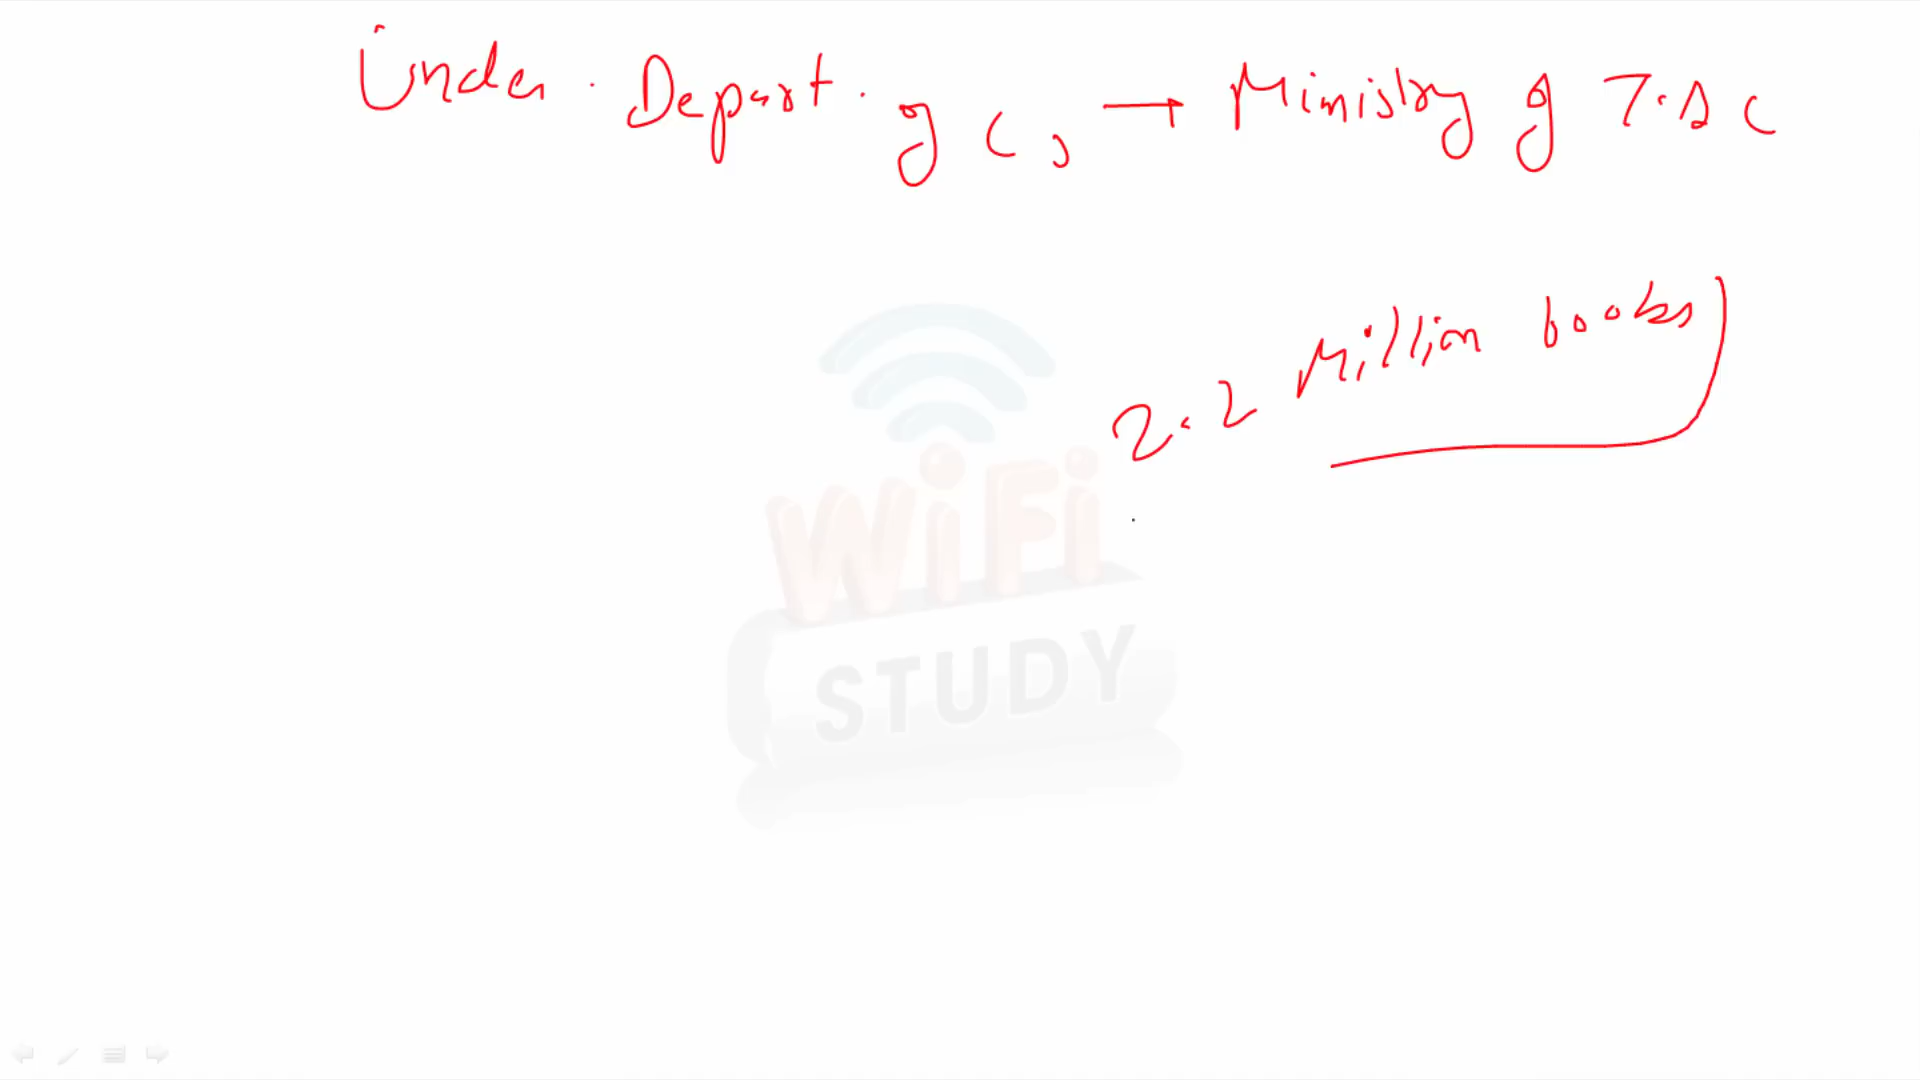 Under. Depart. of C, → Ministry of T.& C
2.2 Million books
WiFi
STUDY